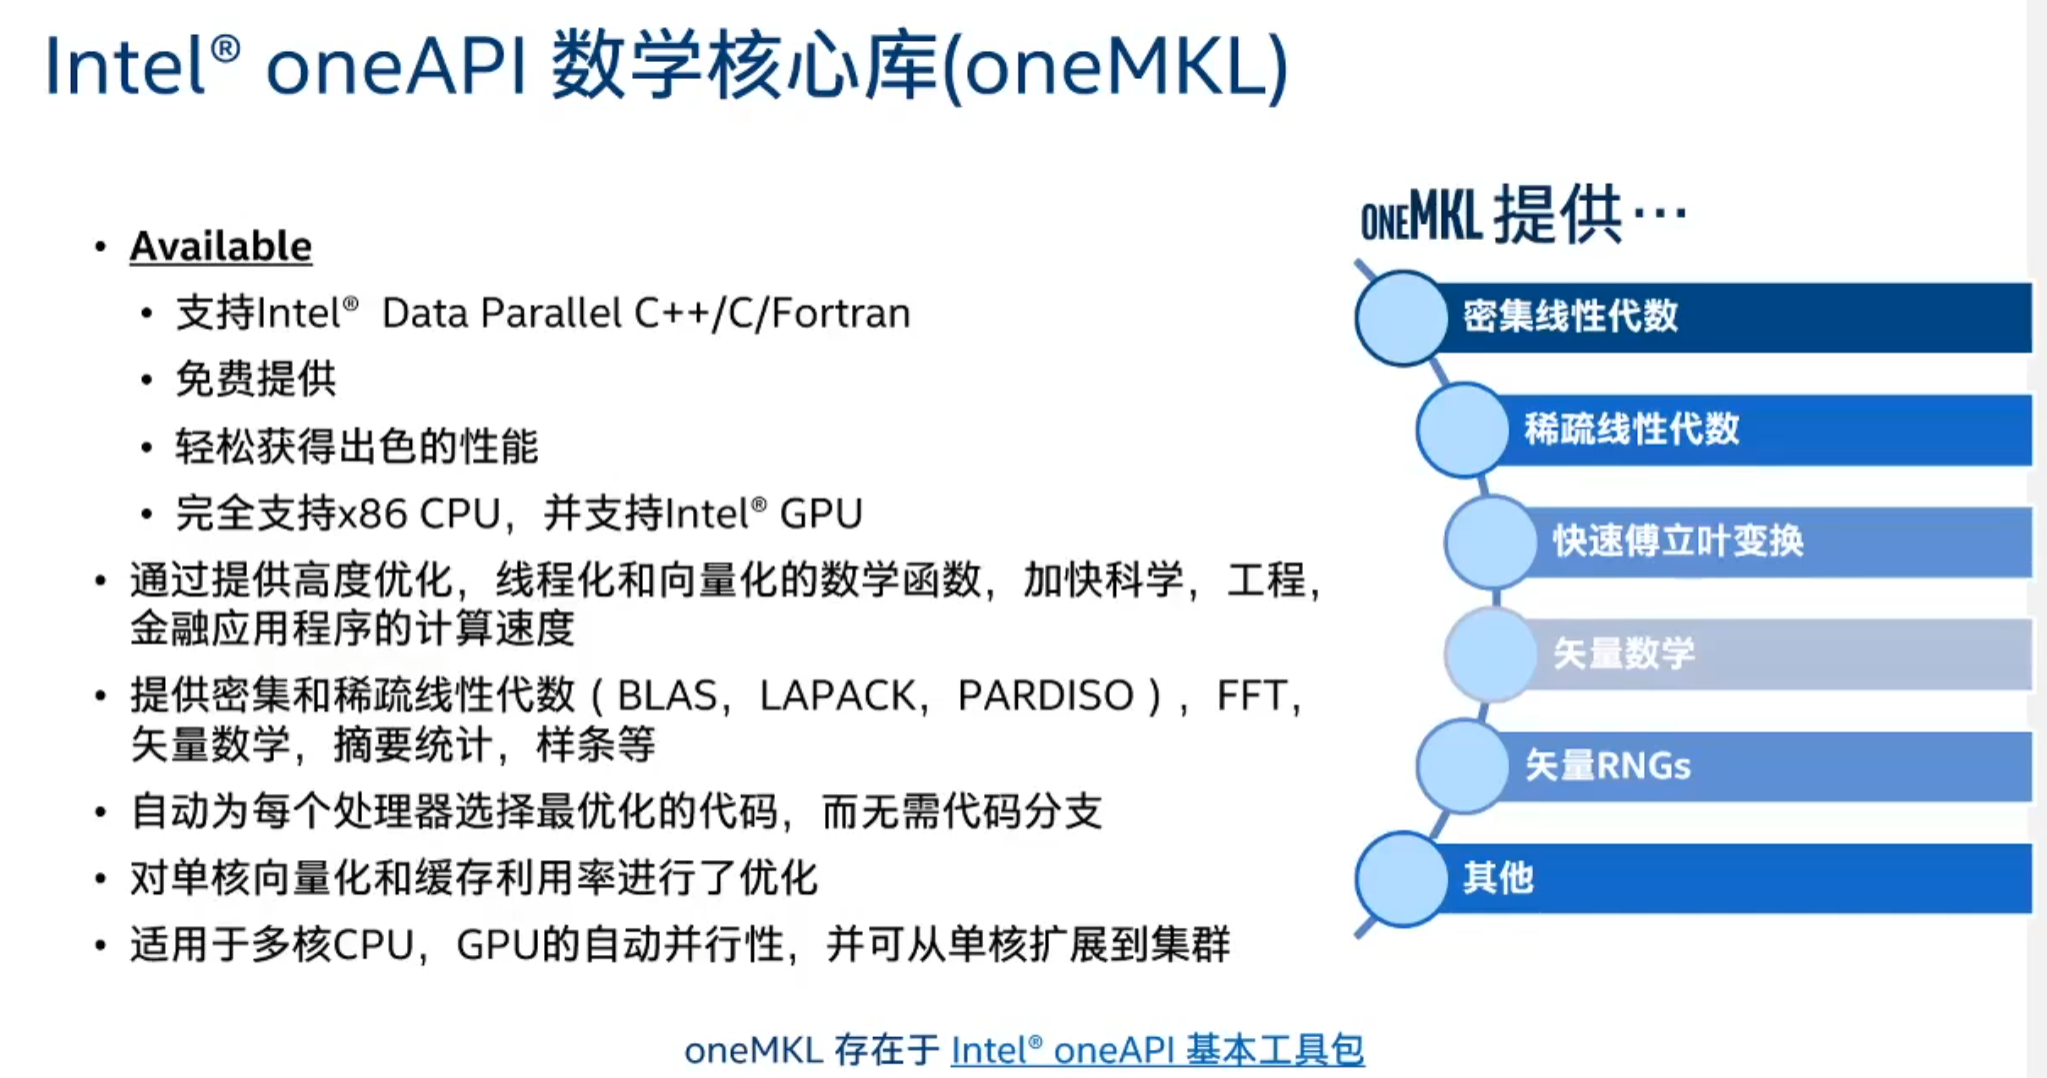 Intel® oneAPI 数学核心库(oneMKL)
• Available
• 支持Intel® Data Parallel C++/C/Fortran
• 免费提供
• 轻松获得出色的性能
• 完全支持x86 CPU，并支持Intel® GPU
• 通过提供高度优化，线程化和向量化的数学函数，加快科学，工程，
金融应用程序的计算速度
• 提供密集和稀疏线性代数（BLAS，LAPACK，PARDISO），FFT，
矢量数学，摘要统计，样条等
• 自动为每个处理器选择最优化的代码，而无需代码分支
• 对单核向量化和缓存利用率进行了优化
• 适用于多核CPU，GPU的自动并行性，并可从单核扩展到集群
ONEMKL 提供…
密集线性代数
稀疏线性代数
快速傅立叶变换
矢量数学
矢量RNGs
其他
oneMKL 存在于 Intel® oneAPI 基本工具包